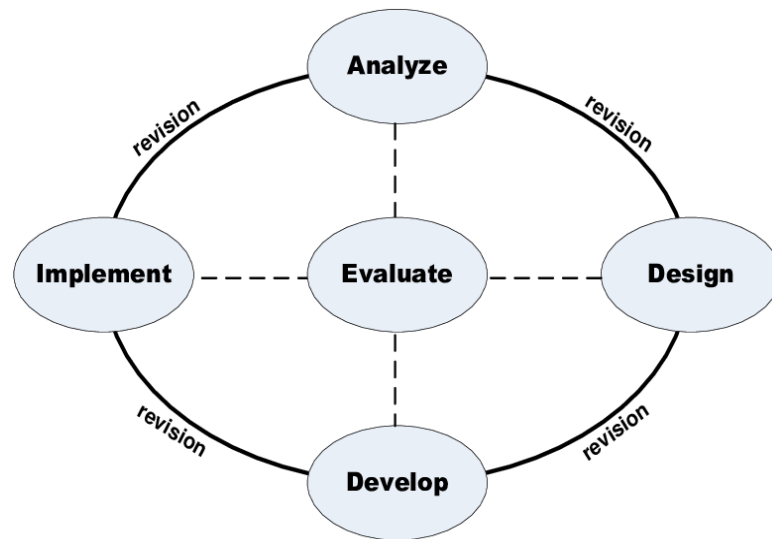 Analyze
revision
revision
Implement
Evaluate
Design
revision
revision
Develop